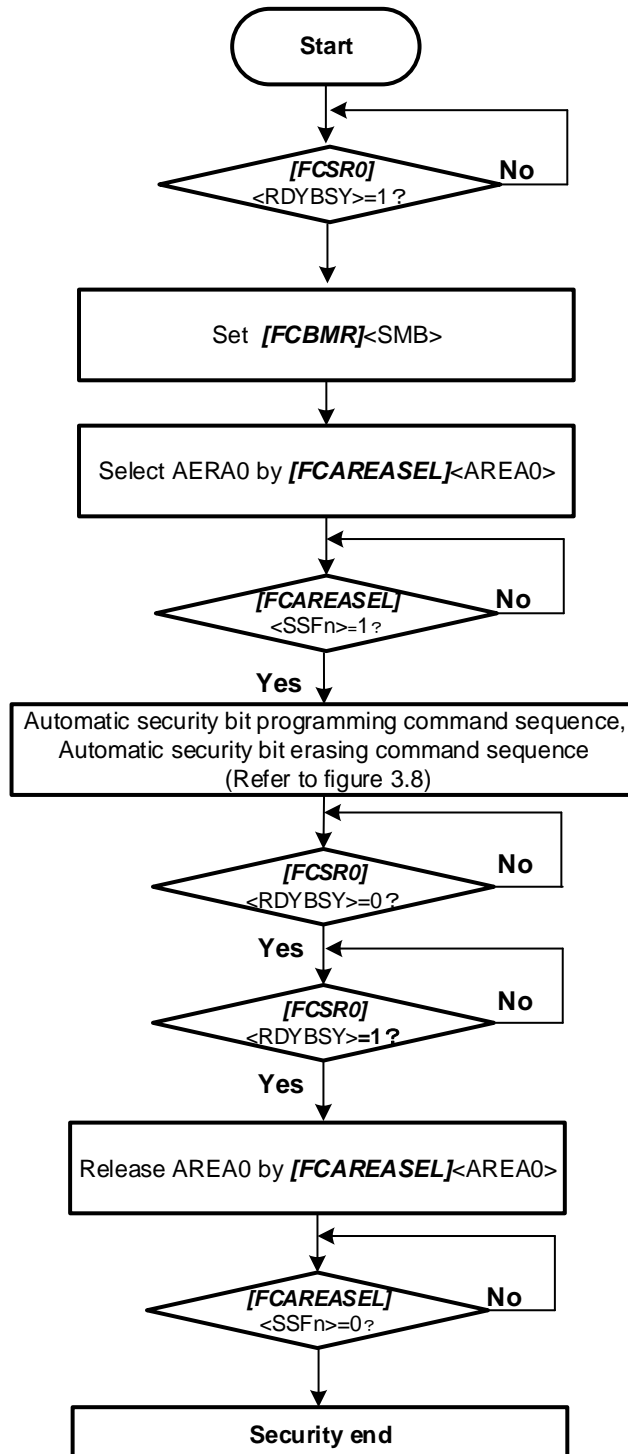 Start
[FCSR0]
<RDYBSY>=1?
No
Set [FCBMR]<SMB>
Select AERA0 by [FCAREASEL]<AREA0>
[FCAREASEL]
<SSFn>=1?
No
Yes
Automatic security bit programming command sequence,
Automatic security bit erasing command sequence
(Refer to figure 3.8)
[FCSR0]
<RDYBSY>=0?
No
Yes
[FCSR0]
<RDYBSY>=1?
No
Yes
Release AREA0 by [FCAREASEL]<AREA0>
[FCAREASEL]
<SSFn>=0?
No
Security end